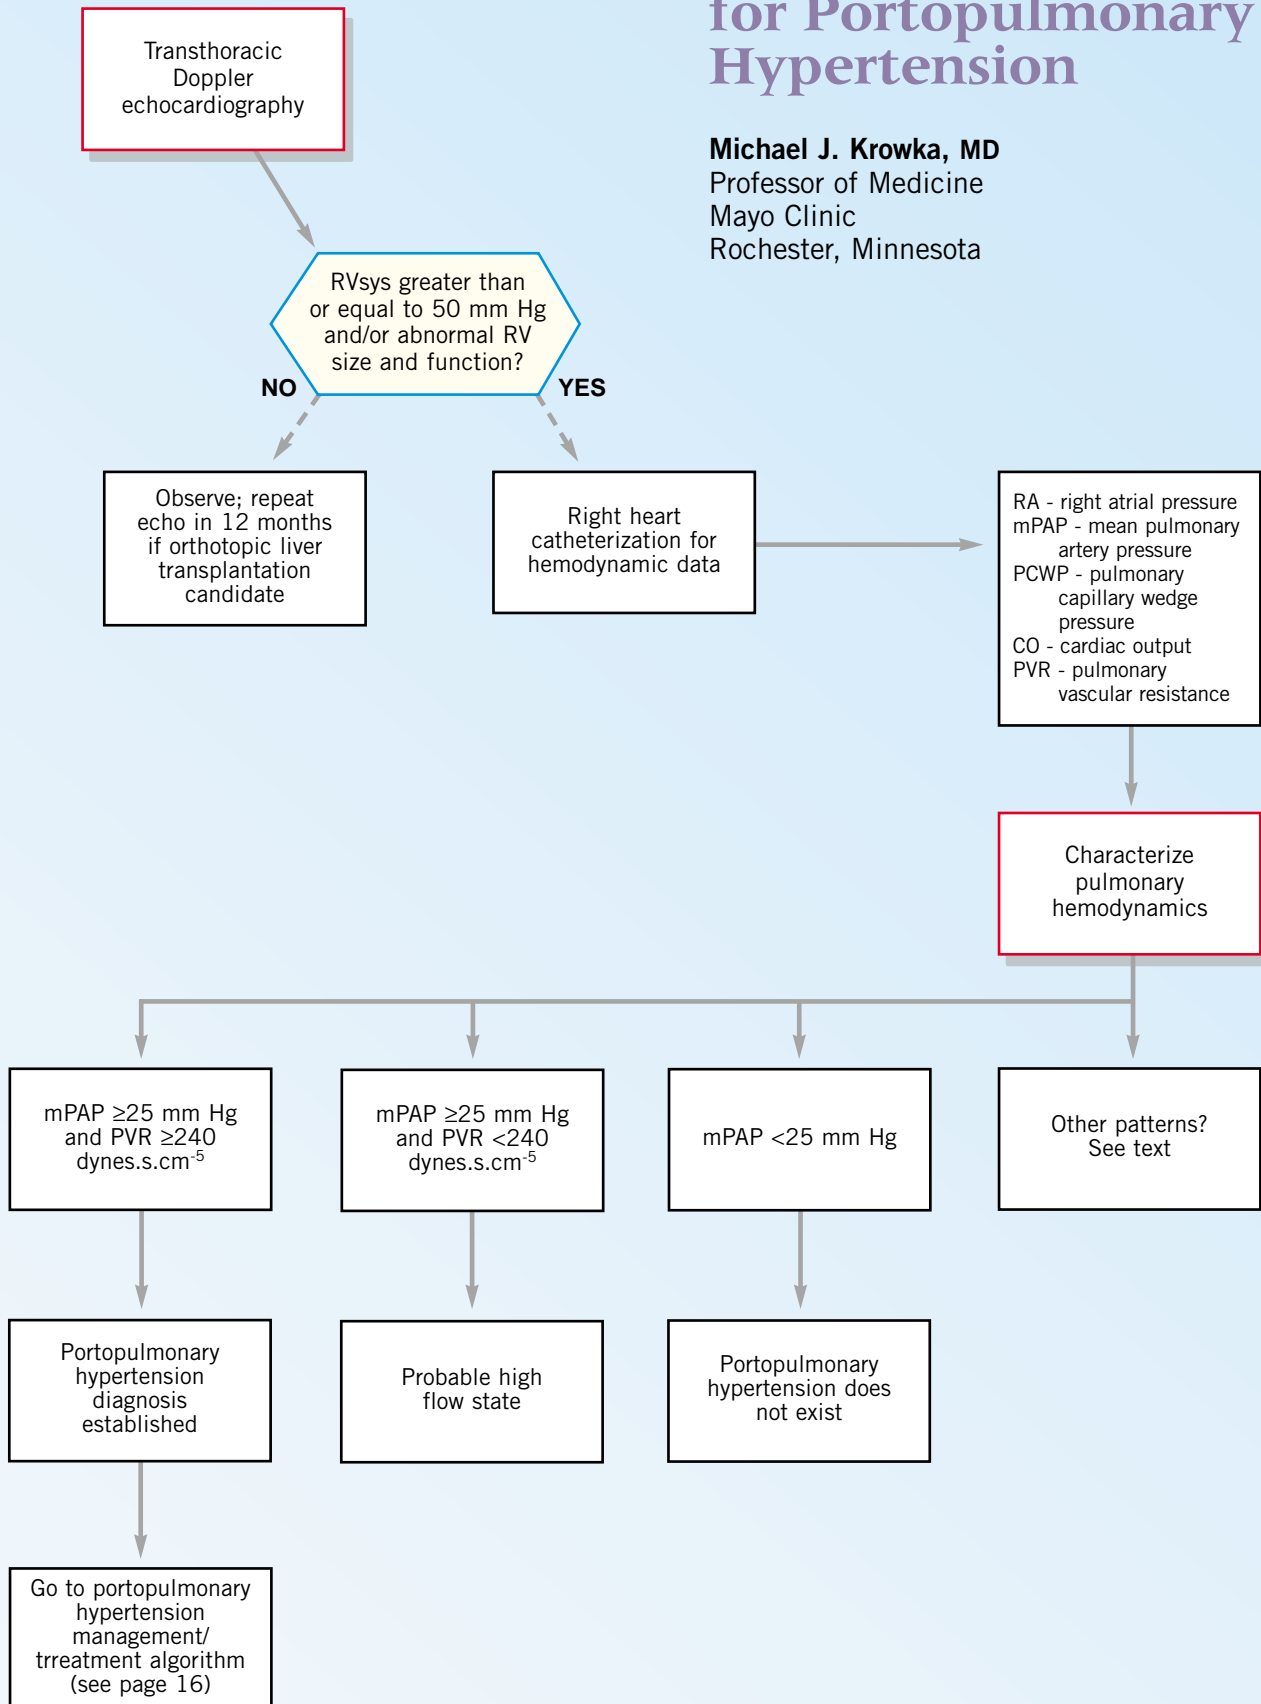 for Portopulmonary
Hypertension
Michael J. Krowka, MD
Professor of Medicine
Mayo Clinic
Rochester, Minnesota
Transthoracic
Doppler
echocardiography
RVsys greater than
or equal to 50 mm Hg
and/or abnormal RV
size and function?
NO
YES
Observe; repeat
echo in 12 months
if orthotopic liver
transplantation
candidate
Right heart
catheterization for
hemodynamic data
RA - right atrial pressure
mPAP - mean pulmonary
artery pressure
PCWP - pulmonary
capillary wedge
pressure
CO - cardiac output
PVR - pulmonary
vascular resistance
Characterize
pulmonary
hemodynamics
mPAP ≥25 mm Hg
and PVR ≥240
dynes.s.cm-5
mPAP ≥25 mm Hg
and PVR <240
dynes.s.cm-5
mPAP <25 mm Hg
Other patterns?
See text
Portopulmonary
hypertension
diagnosis
established
Probable high
flow state
Portopulmonary
hypertension does
not exist
Go to portopulmonary
hypertension
management/
trreatment algorithm
(see page 16)